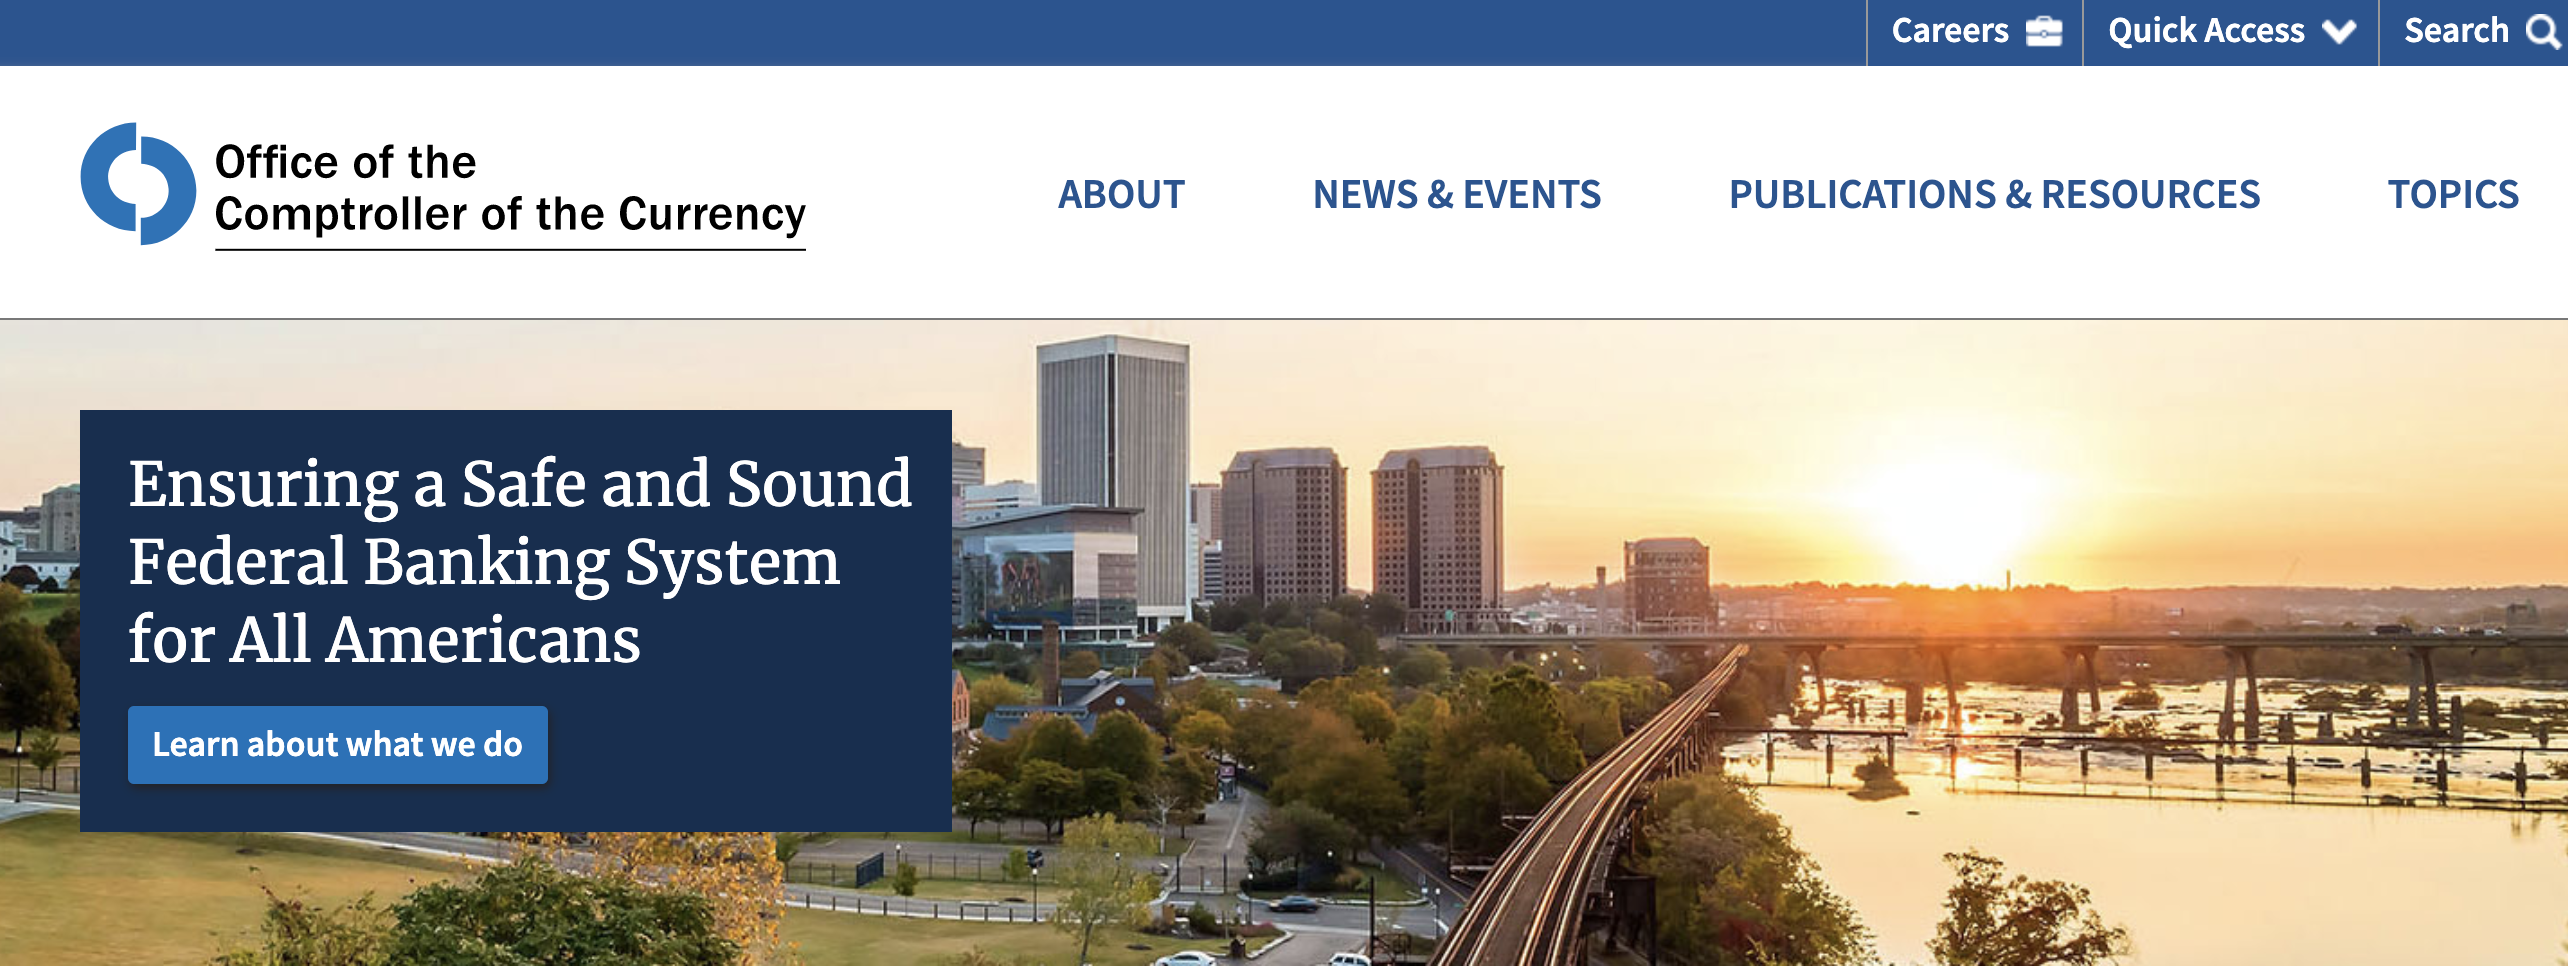 Careers
Quick Access
Search
Office of the
Comptroller of the Currency
ABOUT
NEWS & EVENTS
PUBLICATIONS & RESOURCES
TOPICS
Ensuring a Safe and Sound
Federal Banking System
for All Americans
Learn about what we do